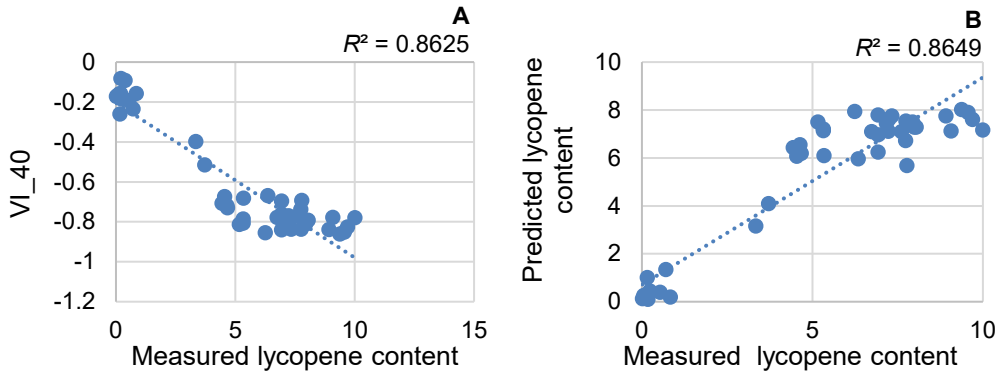 A
R² = 0.8625
0
-0.2
-0.4
-0.6
-0.8
-1
-1.2
VI_40
0 5 10 15
Measured lycopene content
B
R² = 0.8649
10
8
6
4
2
0
Predicted lycopene
content
0 5 10
Measured lycopene content